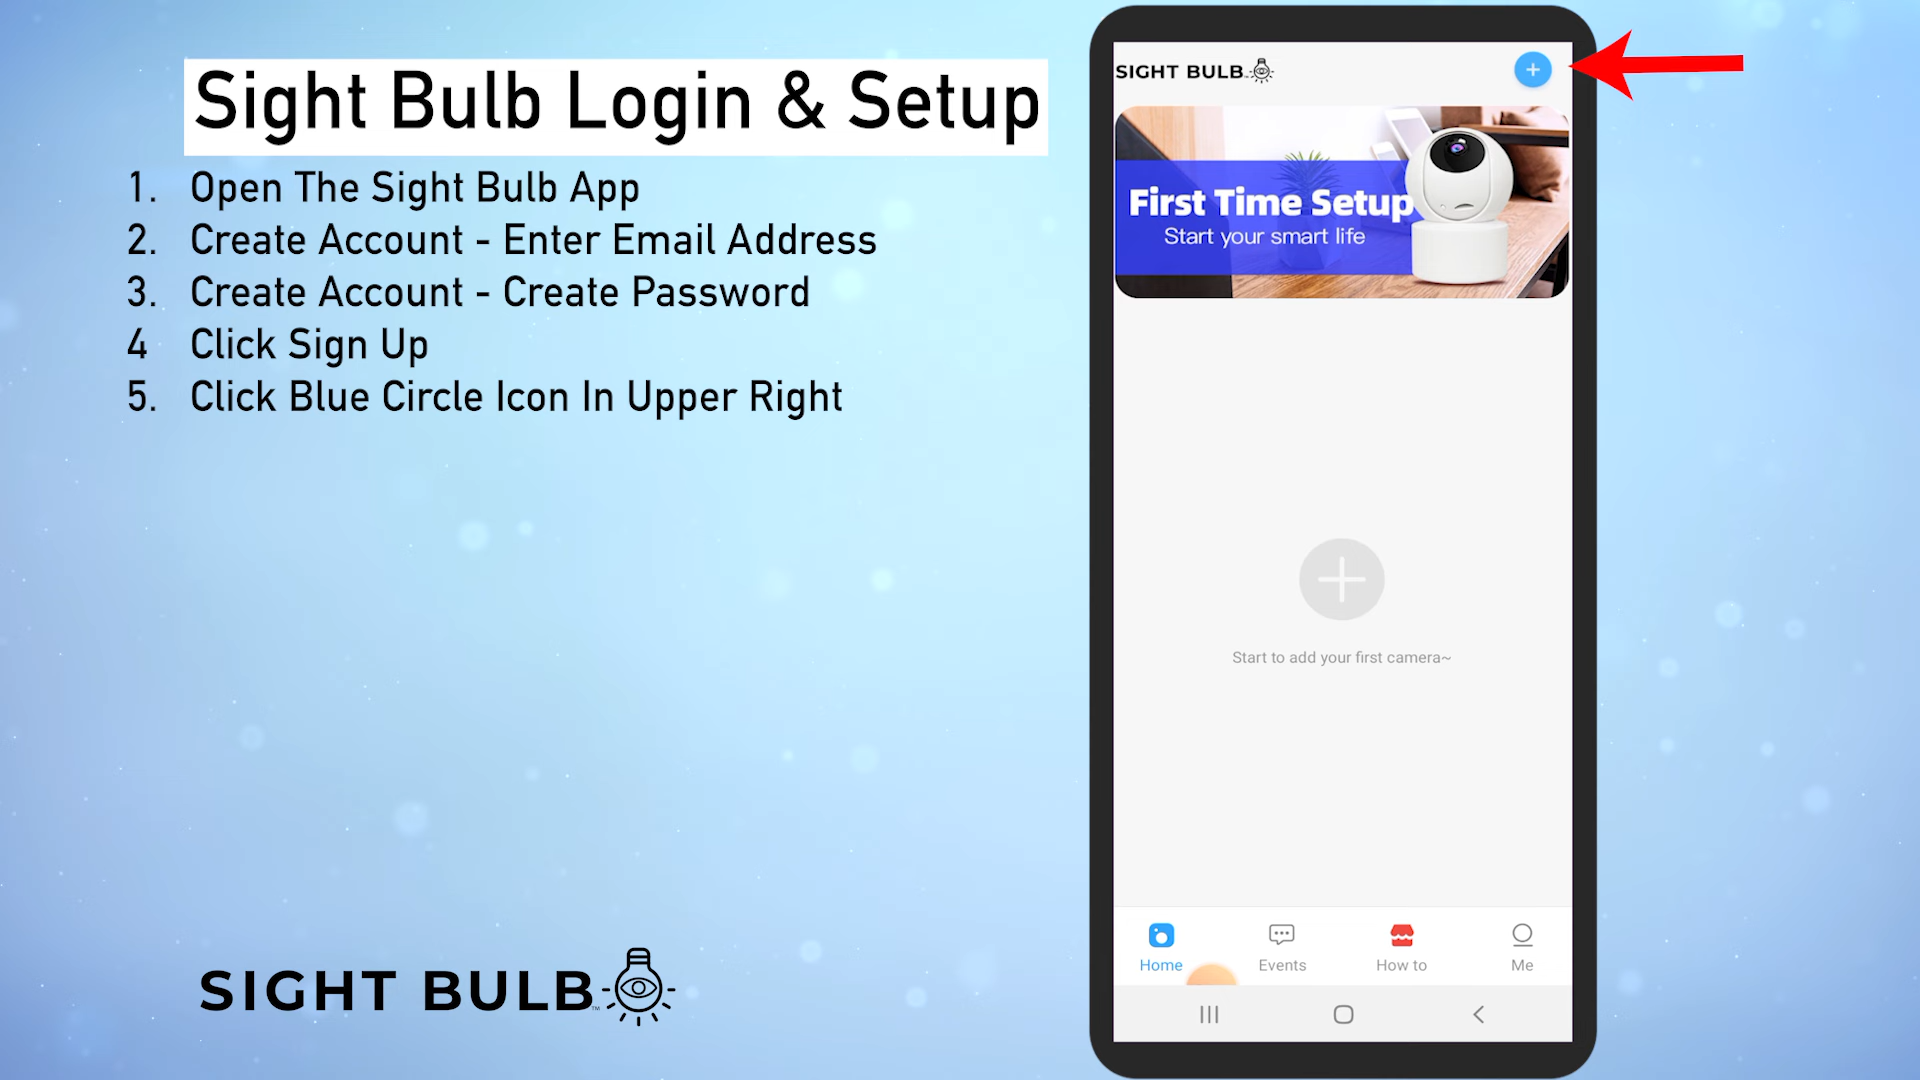 Sight Bulb Login & Setup
1. Open The Sight Bulb App
2. Create Account - Enter Email Address
3. Create Account - Create Password
4 Click Sign Up
5. Click Blue Circle Icon In Upper Right
SIGHT BULB™
SIGHT BULB
First Time Setup
Start your smart life
Start to add your first camera~
Home
Events
How to
Me